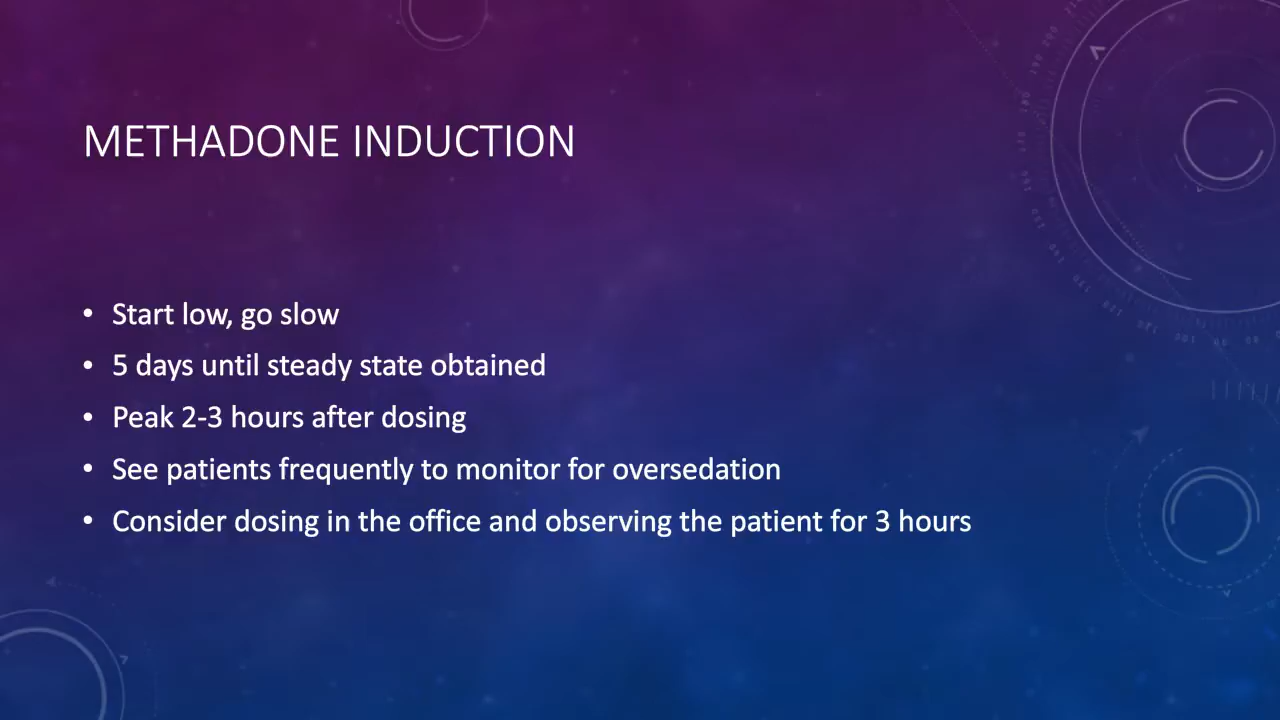 METHADONE INDUCTION
• Start low, go slow
• 5 days until steady state obtained
• Peak 2-3 hours after dosing
• See patients frequently to monitor for oversedation
• Consider dosing in the office and observing the patient for 3 hours